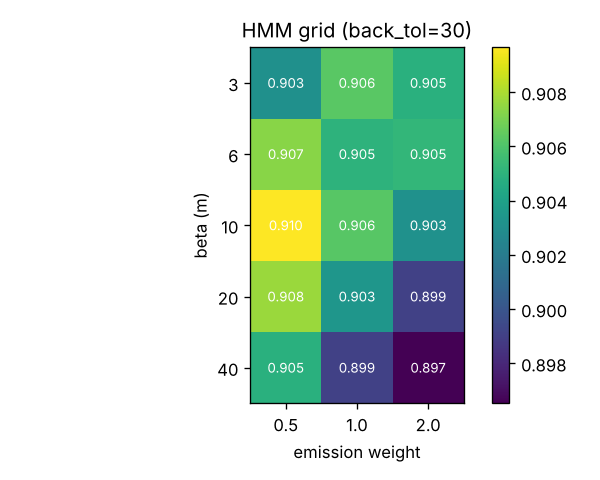 HMM grid (back_tol=30)
3 0.903 0.906 0.905
6 0.907 0.905 0.905
10 0.910 0.906 0.903
20 0.908 0.903 0.899
40 0.905 0.899 0.897
0.5 1.0 2.0
emission weight
beta (m)
0.908
0.906
0.904
0.902
0.900
0.898